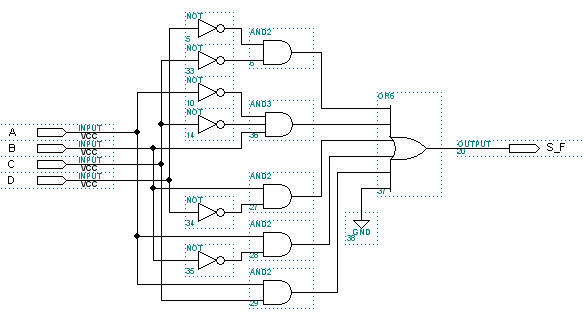 NOT
5
AND2
6
NOT
33
NOT
10
OR6
AND3
36
NOT
14
A
INPUT
VCC
B
INPUT
VCC
C
INPUT
VCC
D
INPUT
VCC
OUTPUT
20
S_F
AND2
27
37
NOT
34
AND2
28
GND
38
NOT
35
AND2
29